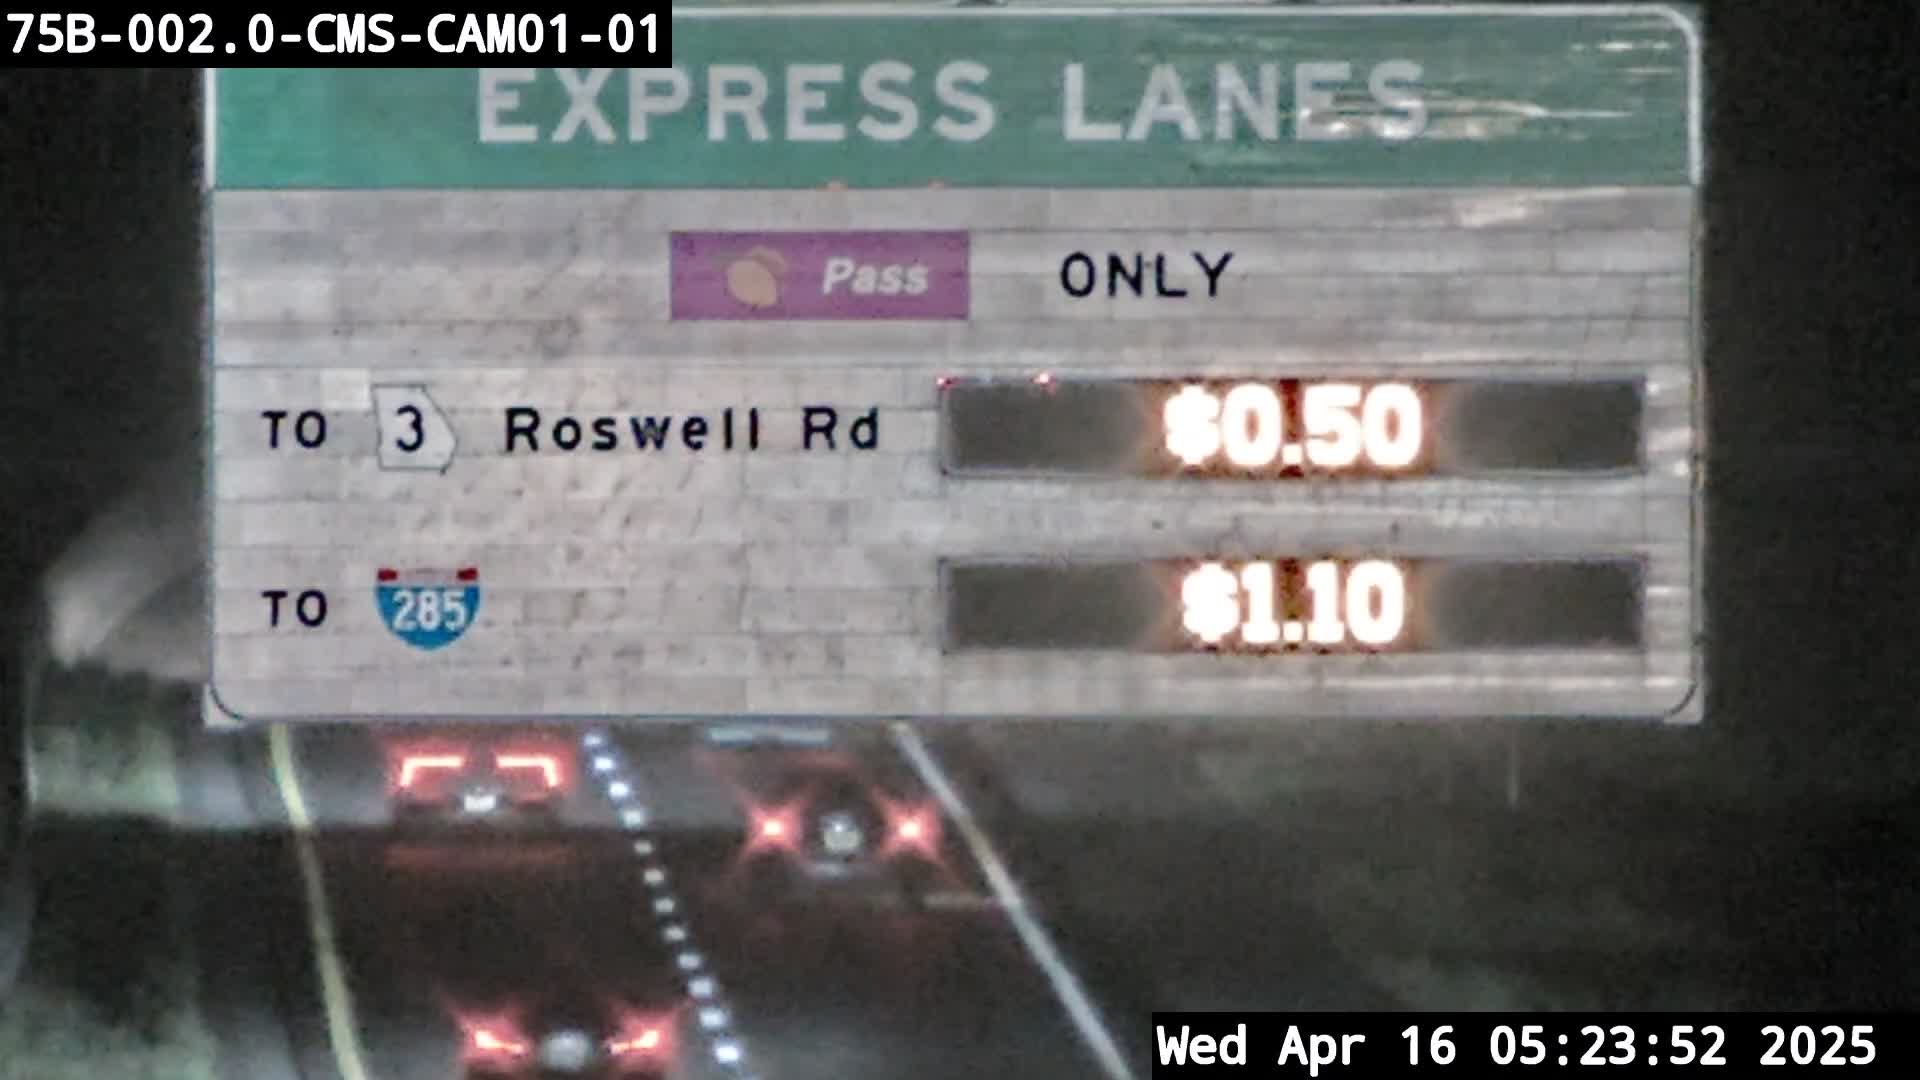 75B-002.0-CMS-CAM01-01
EXPRESS LANES
Pass ONLY
TO 3 Roswell Rd $0.50
TO 285 $1.10
Wed Apr 16 05:23:52 2025